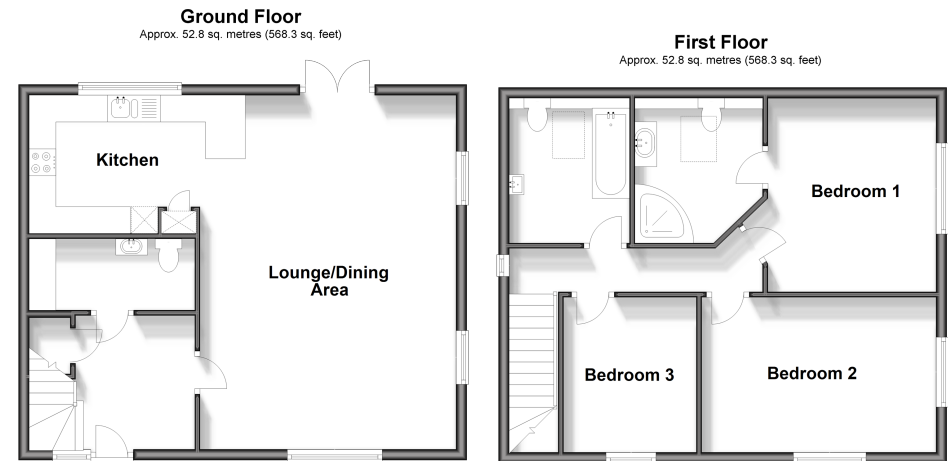 Ground Floor
Approx. 52.8 sq. metres (568.3 sq. feet)
Kitchen
Lounge/Dining
Area
First Floor
Approx. 52.8 sq. metres (568.3 sq. feet)
Bedroom 1
Bedroom 3
Bedroom 2